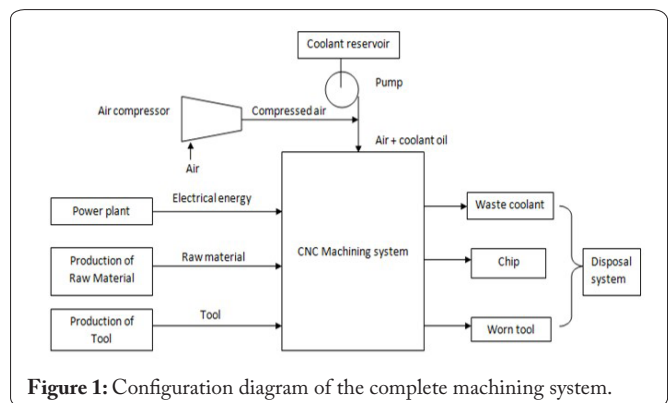 Coolant reservoir
Pump
Air compressor
Compressed air
Air + coolant oil
Air
Power plant
Electrical energy
Production of
Raw Material
Raw material
Production of
Tool
Tool
CNC Machining system
Waste coolant
Chip
Worn tool
Disposal
system
Figure 1: Configuration diagram of the complete machining system.